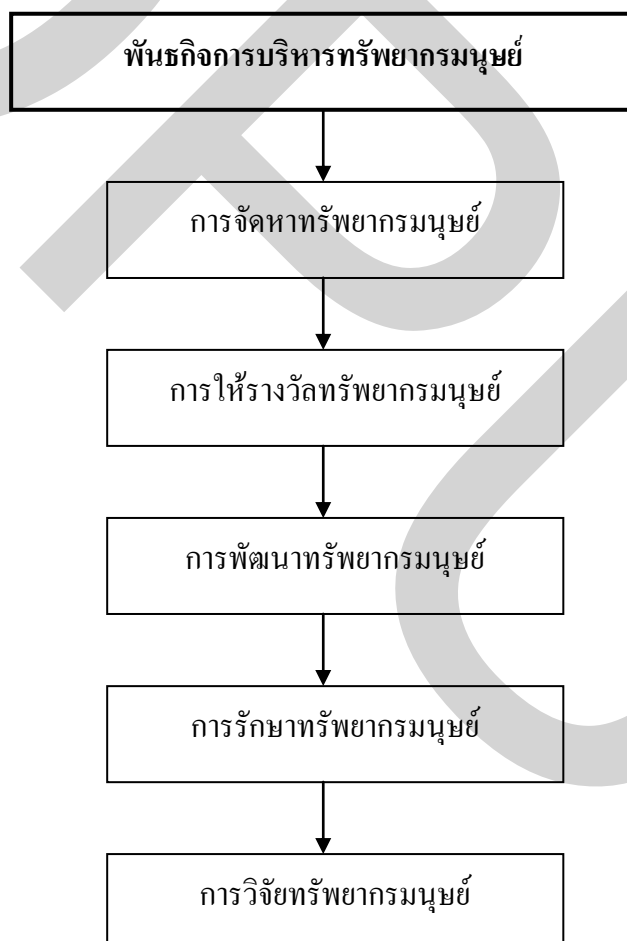 พันธกิจการบริหารทรัพยากรมนุษย์
การจัดหาทรัพยากรมนุษย์
การให้รางวัลทรัพยากรมนุษย์
การพัฒนาทรัพยากรมนุษย์
การรักษาทรัพยากรมนุษย์
การวิจัยทรัพยากรมนุษย์